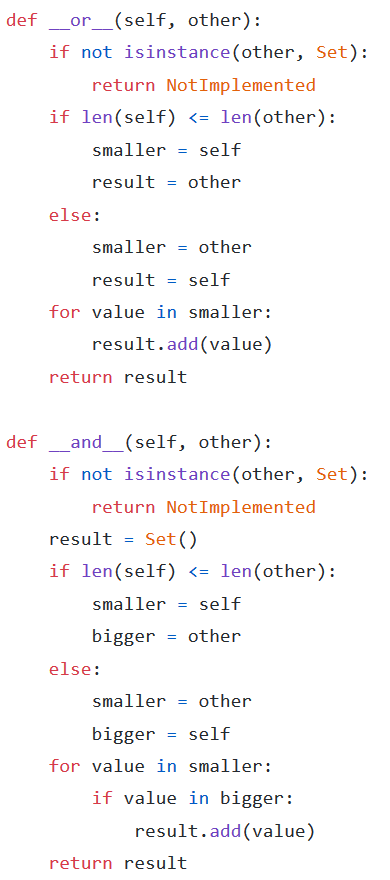 def __or__(self, other):
    if not isinstance(other, Set):
        return NotImplemented
    if len(self) <= len(other):
        smaller = self
        result = other
    else:
        smaller = other
        result = self
    for value in smaller:
        result.add(value)
    return result

def __and__(self, other):
    if not isinstance(other, Set):
        return NotImplemented
    result = Set()
    if len(self) <= len(other):
        smaller = self
        bigger = other
    else:
        smaller = other
        bigger = self
    for value in smaller:
        if value in bigger:
            result.add(value)
    return result